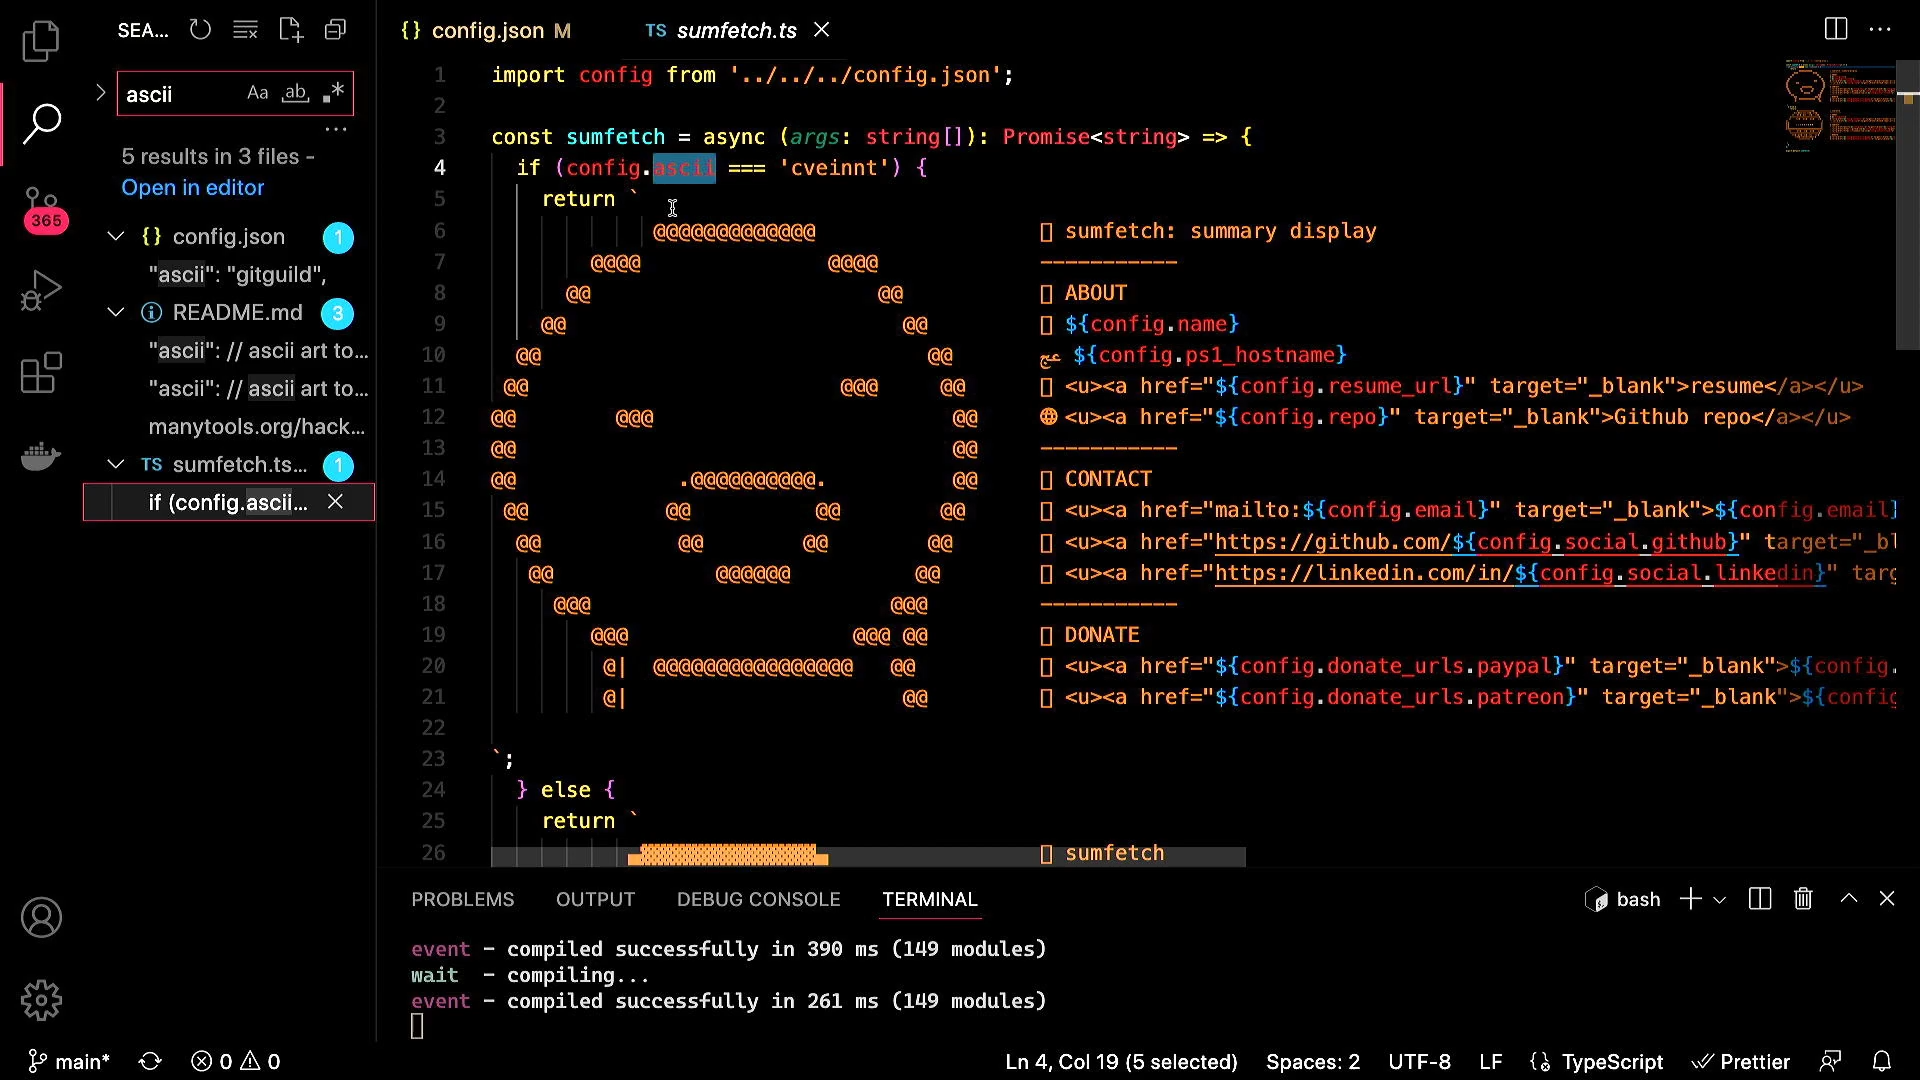 SEA...
ascii
Aa ab .*
5 results in 3 files -
Open in editor
365
{} config.json 1
"ascii": "gitguild",
README.md 3
"ascii": // ascii art to...
"ascii": // ascii art to...
manytools.org/hack...
TS sumfetch.ts... 1
if (config.ascii...
{} config.json M
TS sumfetch.ts
1 import config from '../../../config.json';
2
3 const sumfetch = async (args: string[]): Promise<string> => {
4 if (config.ascii === 'cveinnt') {
5 return `
6 @@@@@@@@@@@@@ sumfetch: summary display
7 @@@@ @@@@ -----------
8 @@ @@ ABOUT
9 @@ @@ ${config.name}
10 @@ @@ ${config.ps1_hostname}
11 @@ @@@ @@ <u><a href="${config.resume_url}" target="_blank">resume</a></u>
12 @@ @@@ @@ <u><a href="${config.repo}" target="_blank">Github repo</a></u>
13 @@ @@ -----------
14 @@ .@@@@@@@@@@. @@ CONTACT
15 @@ @@ @@ @@ <u><a href="mailto:${config.email}" target="_blank">${config.email}
16 @@ @@ @@ @@ <u><a href="https://github.com/${config.social.github}" target="_bl
17 @@ @@@@@@ @@ <u><a href="https://linkedin.com/in/${config.social.linkedin}" targ
18 @@@ @@@ -----------
19 @@@ @@@ @@ DONATE
20 @| @@@@@@@@@@@@@@@@ @@ <u><a href="${config.donate_urls.paypal}" target="_blank">${config.
21 @| @@ <u><a href="${config.donate_urls.patreon}" target="_blank">${config
22
23 `;
24 } else {
25 return `
26 sumfetch
PROBLEMS OUTPUT DEBUG CONSOLE TERMINAL
bash
event - compiled successfully in 390 ms (149 modules)
wait - compiling...
event - compiled successfully in 261 ms (149 modules)
main* 0 0 Ln 4, Col 19 (5 selected) Spaces: 2 UTF-8 LF TypeScript Prettier